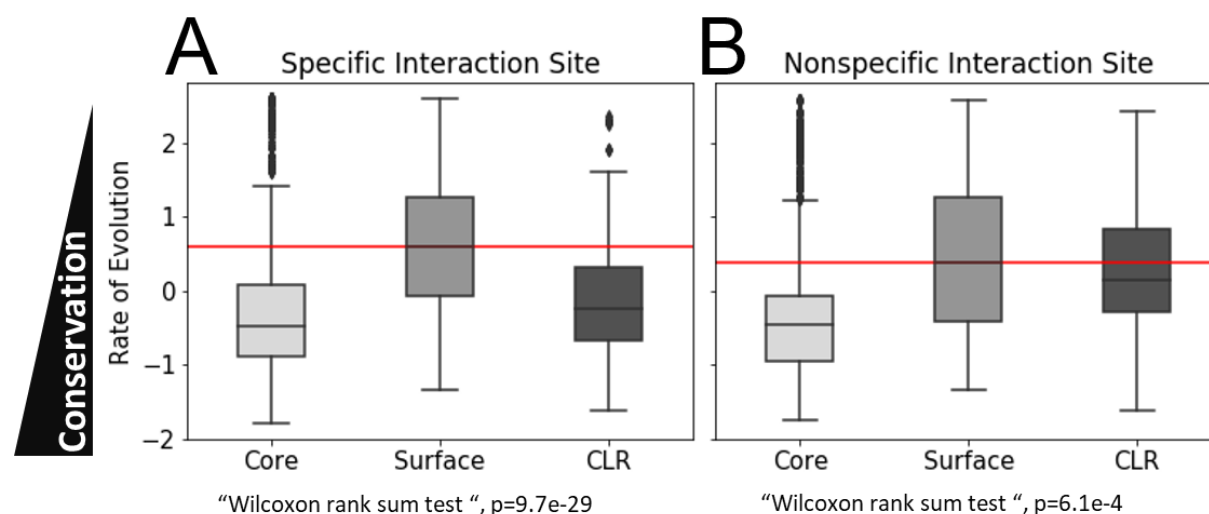 A
B
Specific Interaction Site
Nonspecific Interaction Site
Conservation
Rate of Evolution
2
1
0
−1
−2
Core
Surface
CLR
Core
Surface
CLR
“Wilcoxon rank sum test “, p=9.7e-29
“Wilcoxon rank sum test “, p=6.1e-4